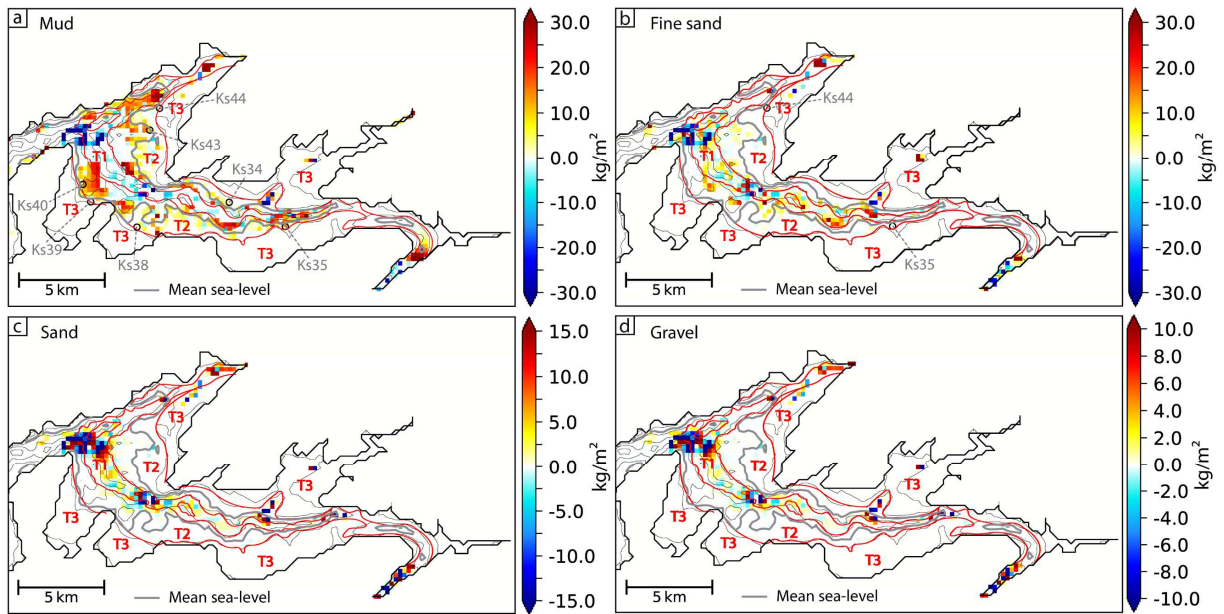 a Mud
T3
Ks44
Ks43
T1
T2
Ks34
T3
Ks40
T3
T2
Ks39
T3
T3
Ks38
Ks35
5 km
Mean sea-level
30.0
20.0
10.0
0.0
-10.0
-20.0
-30.0
kg/m²
b Fine sand
T3
Ks44
T1
T2
T3
T3
T2
T3
T3
Ks35
5 km
Mean sea-level
30.0
20.0
10.0
0.0
-10.0
-20.0
-30.0
kg/m²
c Sand
T3
T1
T2
T3
T3
T2
T3
T3
5 km
Mean sea-level
15.0
10.0
5.0
0.0
-5.0
-10.0
-15.0
kg/m²
d Gravel
T3
T1
T2
T3
T3
T2
T3
T3
5 km
Mean sea-level
10.0
8.0
6.0
4.0
2.0
0.0
-2.0
-4.0
-6.0
-8.0
-10.0
kg/m²